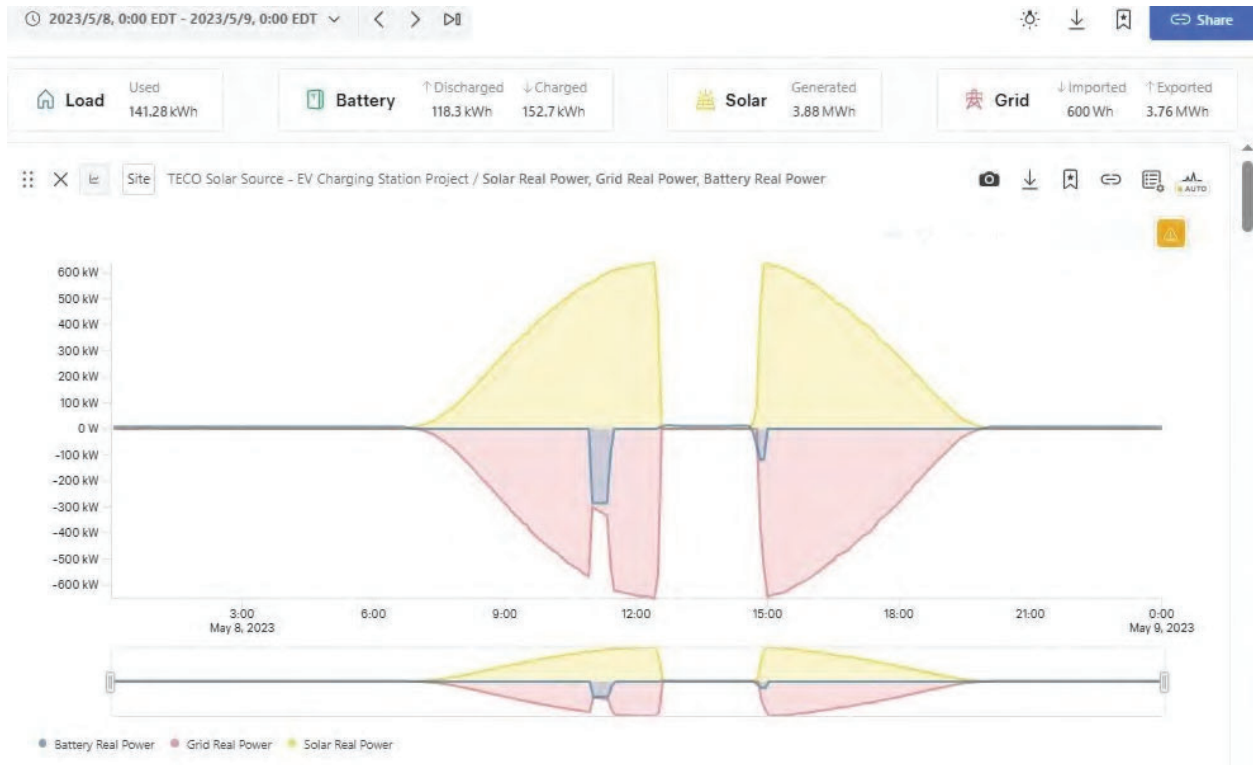 2023/5/8, 0:00 EDT - 2023/5/9, 0:00 EDT
Share
Load
Used
141.28 kWh
Battery
↑ Discharged ↓ Charged
118.3 kWh 152.7 kWh
Solar
Generated
3.88 MWh
Grid
↓ Imported ↑ Exported
600 Wh 3.76 MWh
Site TECO Solar Source - EV Charging Station Project / Solar Real Power, Grid Real Power, Battery Real Power
AUTO
600 kW
500 kW
400 kW
300 kW
200 kW
100 kW
0 W
-100 kW
-200 kW
-300 kW
-400 kW
-500 kW
-600 kW
3:00 6:00 9:00 12:00 15:00 18:00 21:00 0:00
May 8, 2023 May 9, 2023
Battery Real Power Grid Real Power Solar Real Power